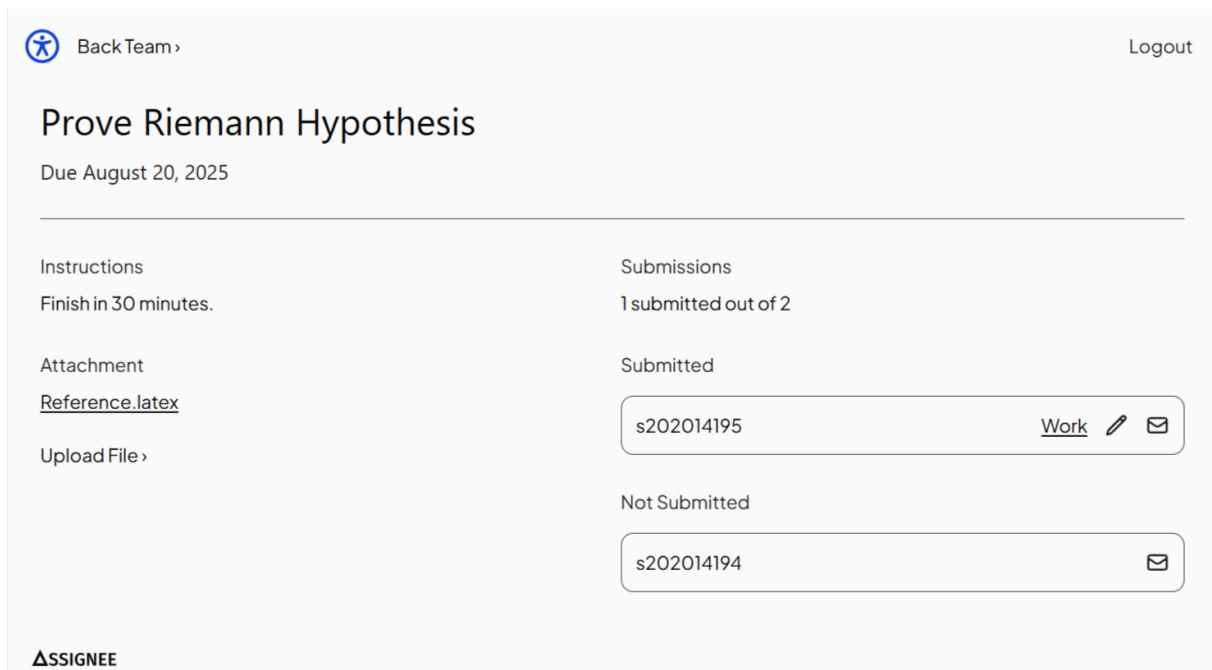 Back Team ›
Logout
Prove Riemann Hypothesis
Due August 20, 2025
Instructions
Finish in 30 minutes.
Attachment
Reference.latex
Upload File ›
Submissions
1 submitted out of 2
Submitted
s202014195 Work
Not Submitted
s202014194
ASSIGNEE